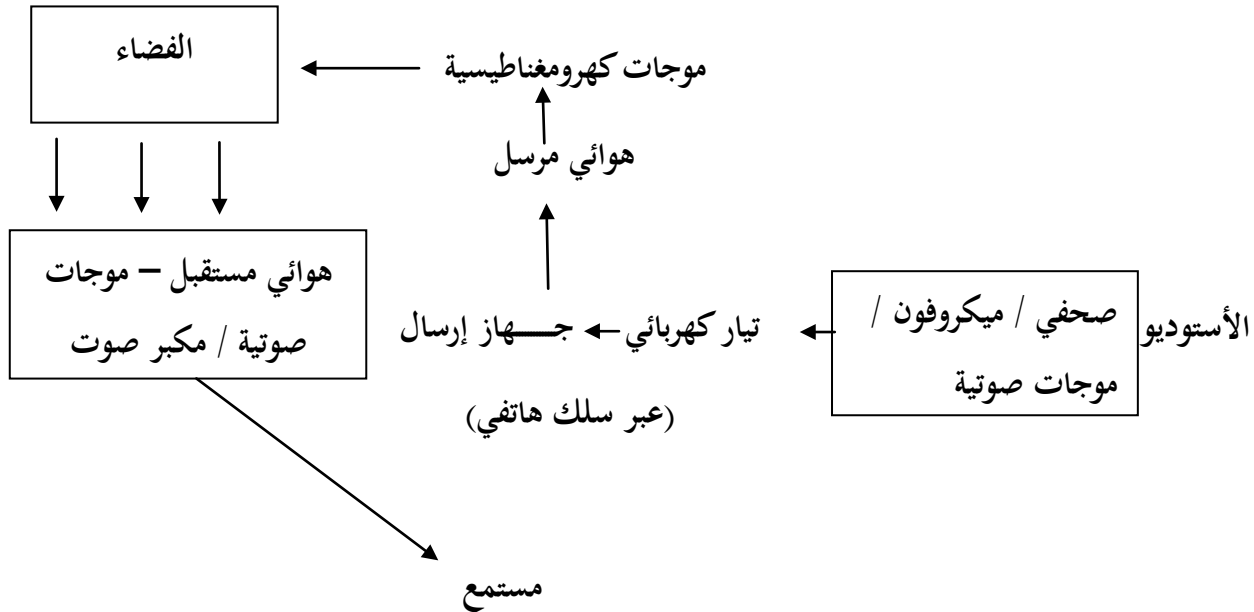 الفضاء
موجات كهرومغناطيسية
هوائي مرسل
هوائي مستقبل – موجات
صوتية / مكبر صوت
الأستوديو
صحفي / ميكروفون /
موجات صوتية
تيار كهربائي
جـــهاز إرسال
(عبر سلك هاتفي)
مستمع